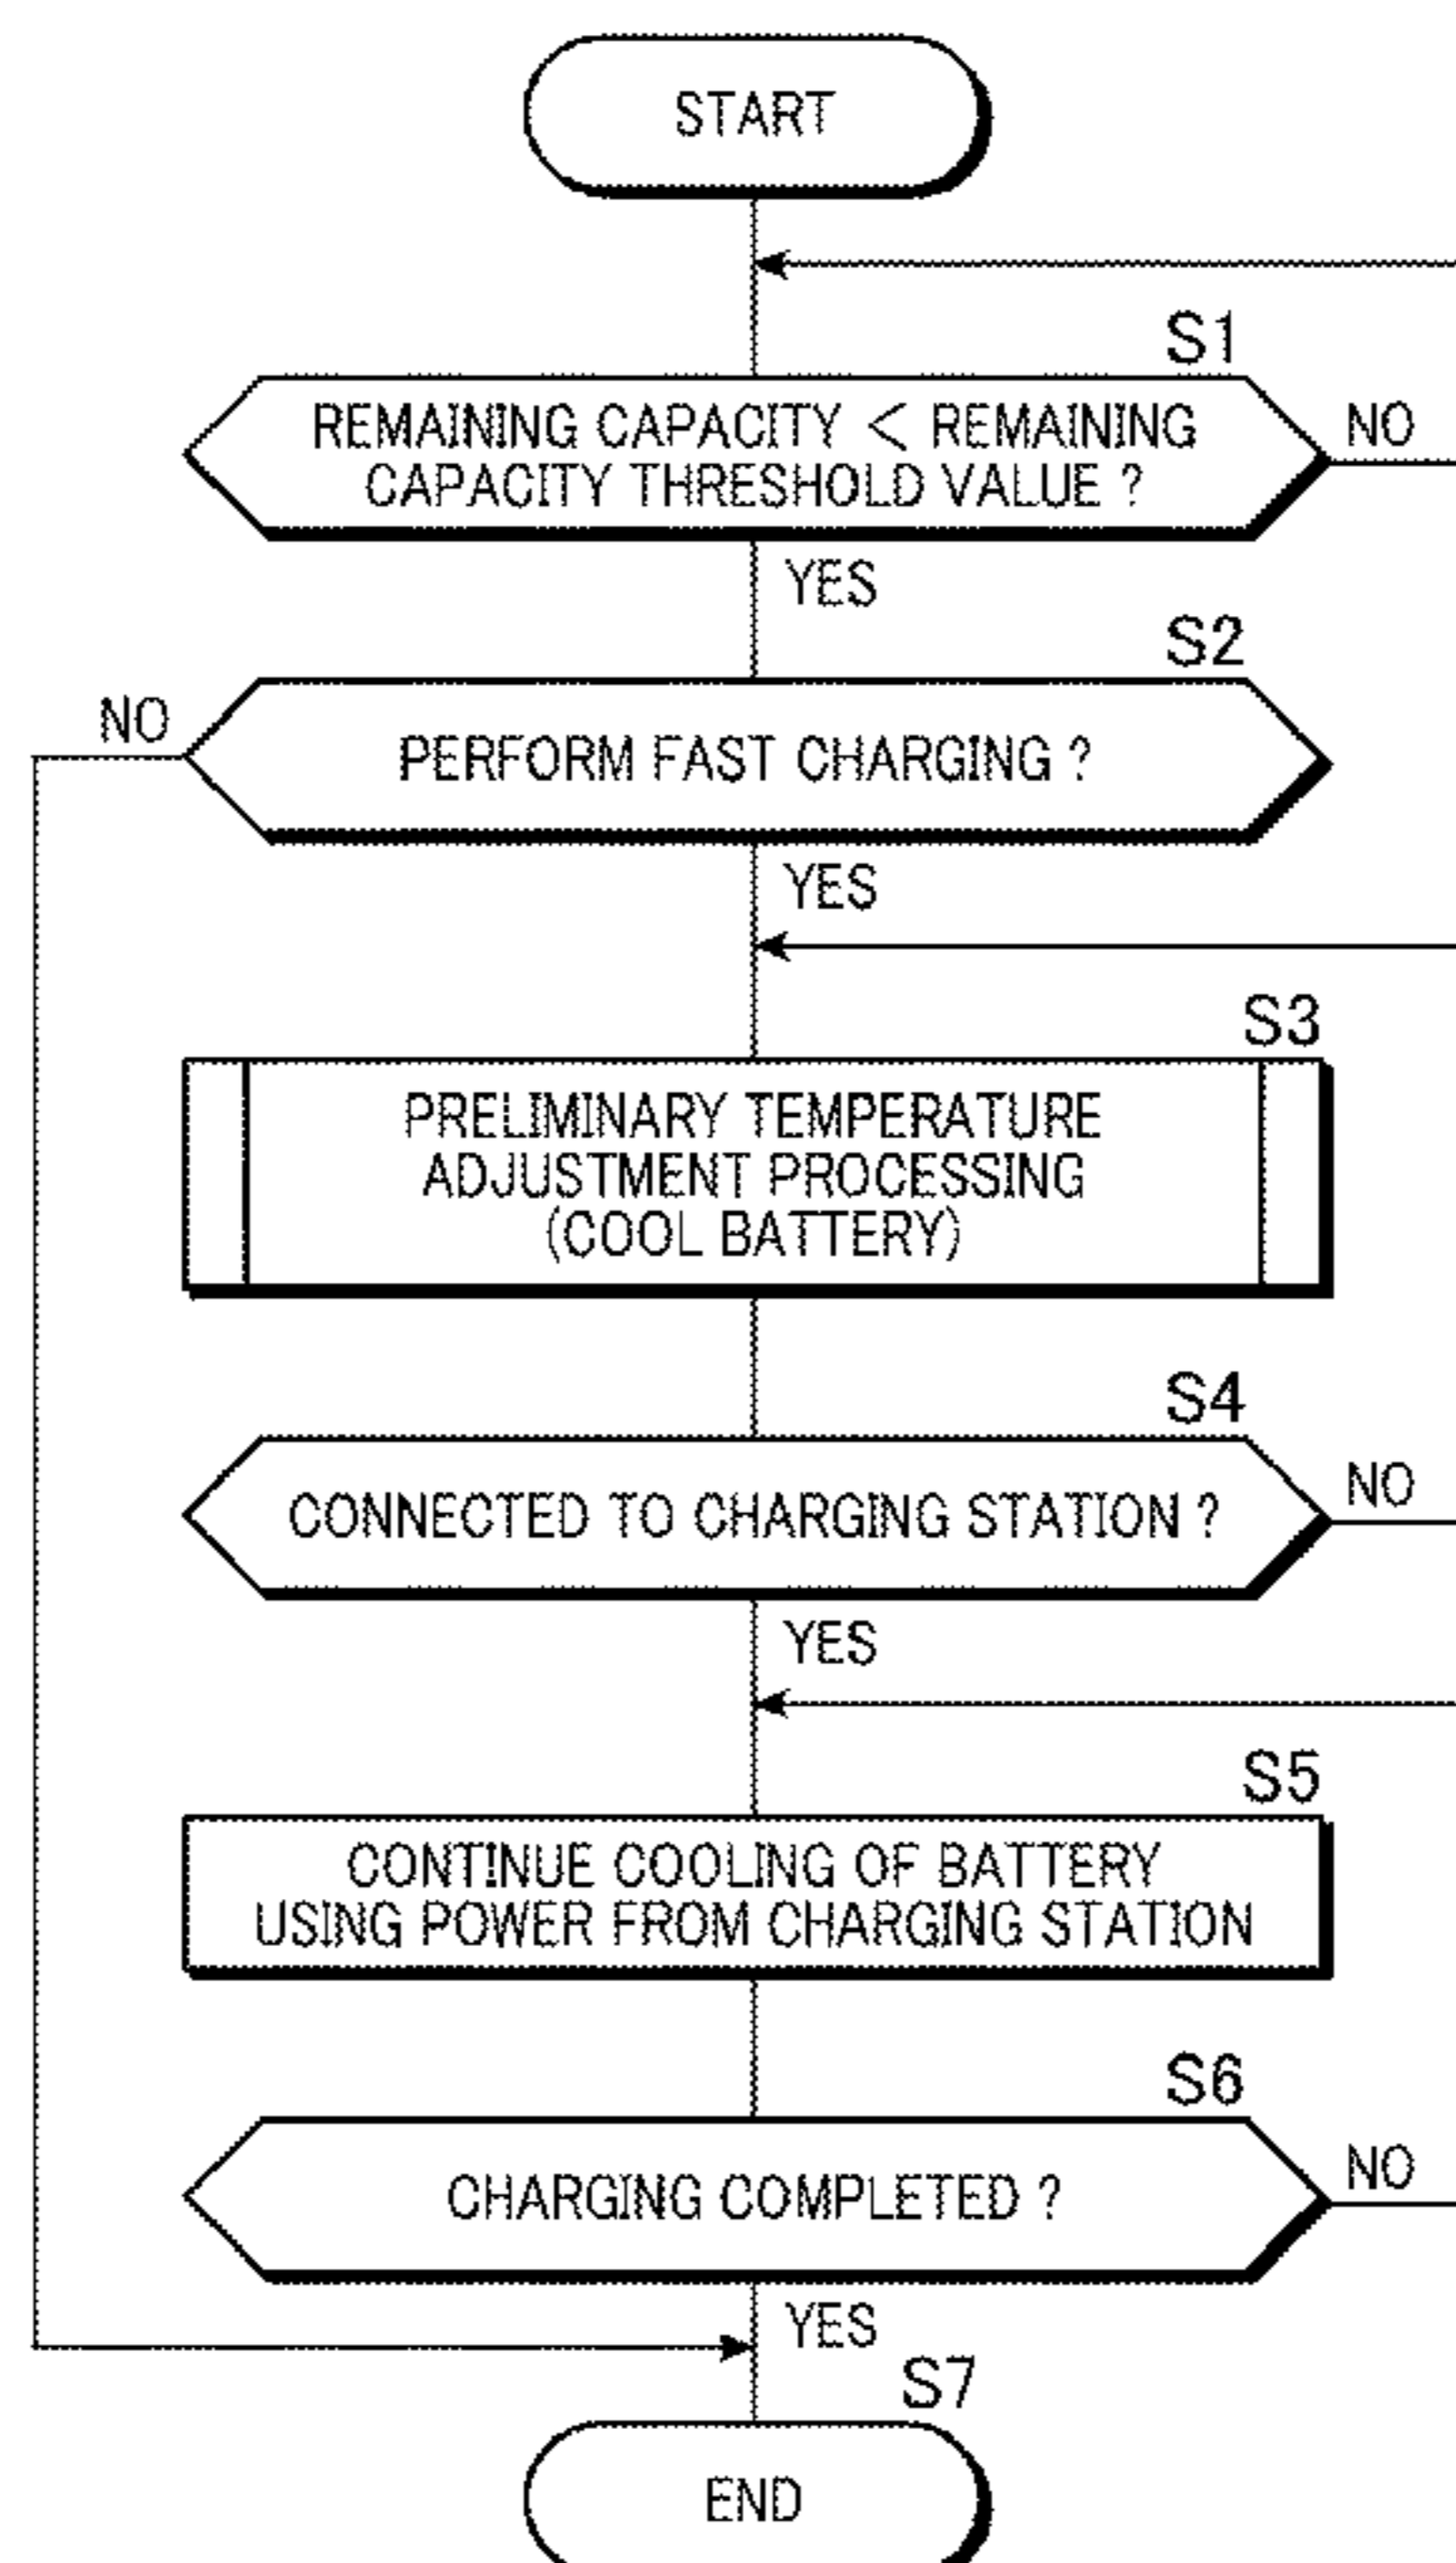 START
S1
REMAINING CAPACITY < REMAINING
CAPACITY THRESHOLD VALUE ?
NO
YES
S2
NO
PERFORM FAST CHARGING ?
YES
S3
PRELIMINARY TEMPERATURE
ADJUSTMENT PROCESSING
(COOL BATTERY)
S4
CONNECTED TO CHARGING STATION ?
NO
YES
S5
CONTINUE COOLING OF BATTERY
USING POWER FROM CHARGING STATION
S6
CHARGING COMPLETED ?
NO
YES
S7
END